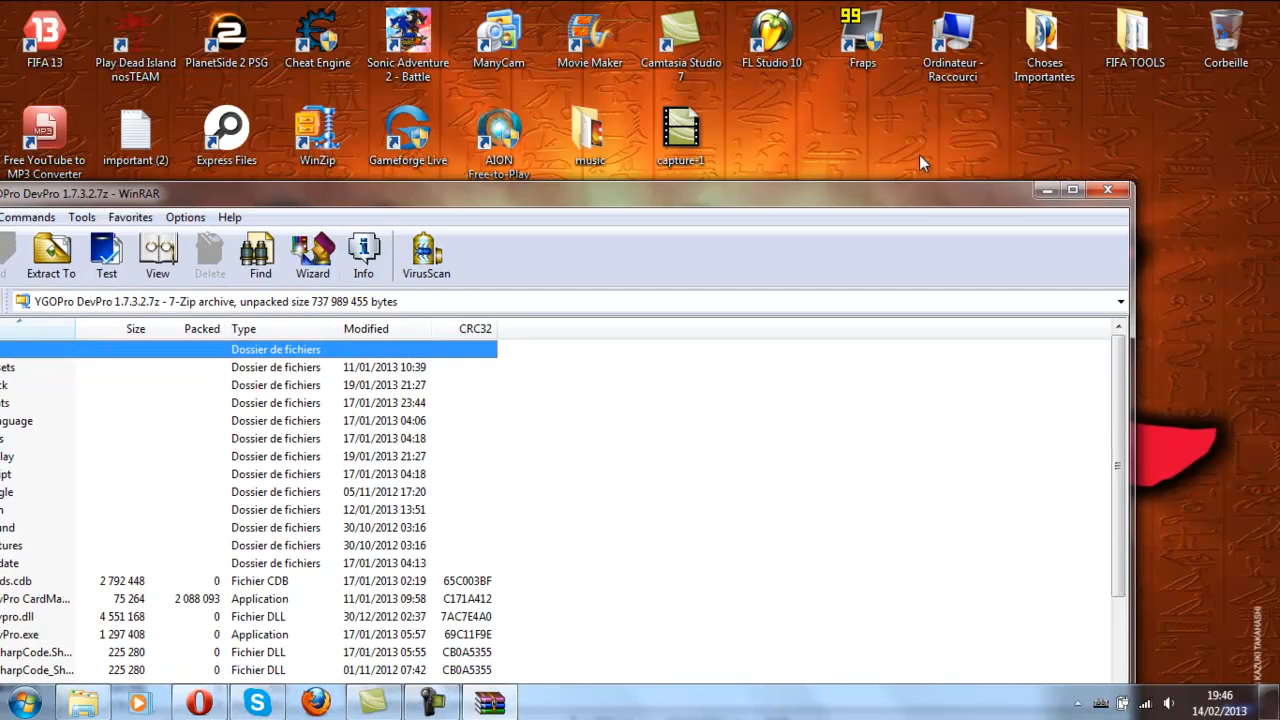 99
FIFA 13
Play Dead Island nosTEAM
PlanetSide 2 PSG
Cheat Engine
Sonic Adventure 2 - Battle
ManyCam
Movie Maker
Camtasia Studio 7
FL Studio 10
Fraps
Ordinateur - Raccourci
Choses Importantes
FIFA TOOLS
Corbeille
Free YouTube to MP3 Converter
important (2)
Express Files
WinZip
Gameforge Live
AION Free-to-Play
music
capture-1
OPro DevPro 1.7.3.2.7z - WinRAR
Commands Tools Favorites Options Help
d Extract To Test View Delete Find Wizard Info VirusScan
YGOPro DevPro 1.7.3.2.7z - 7-Zip archive, unpacked size 737 989 455 bytes
Size Packed Type Modified CRC32
Dossier de fichiers
sets Dossier de fichiers 11/01/2013 10:39
ck Dossier de fichiers 19/01/2013 21:27
nts Dossier de fichiers 17/01/2013 23:44
nguage Dossier de fichiers 17/01/2013 04:06
s Dossier de fichiers 17/01/2013 04:18
play Dossier de fichiers 19/01/2013 21:27
ipt Dossier de fichiers 17/01/2013 04:18
gle Dossier de fichiers 05/11/2012 17:20
n Dossier de fichiers 12/01/2013 13:51
und Dossier de fichiers 30/10/2012 03:16
tures Dossier de fichiers 30/10/2012 03:16
date Dossier de fichiers 17/01/2013 04:13
ds.cdb 2 792 448 0 Fichier CDB 17/01/2013 02:19 65C003BF
vPro CardMa... 75 264 2 088 093 Application 11/01/2013 09:58 C171A412
vpro.dll 4 551 168 0 Fichier DLL 30/12/2012 02:37 7AC7E4A0
vPro.exe 1 297 408 0 Application 17/01/2013 05:57 69C11F9E
harpCode.Sh... 225 280 0 Fichier DLL 17/01/2013 05:55 CB0A5355
harpCode_Sh... 225 280 0 Fichier DLL 01/11/2012 07:42 CB0A5355
KAZUKI TAKAHASHI
19:46
14/02/2013